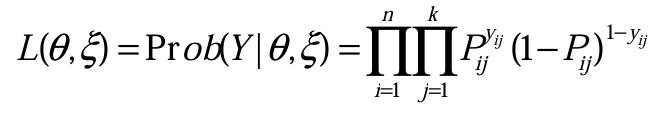 L(θ,ξ) = Prob(Y | θ,ξ) = ∏_{i=1}^{n} ∏_{j=1}^{k} P_{ij}^{y_{ij}} (1 − P_{ij})^{1−y_{ij}}